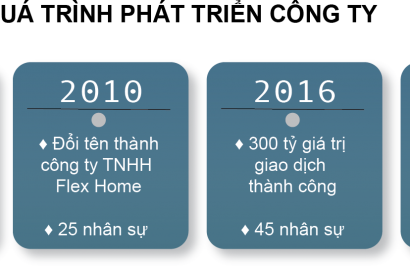 UÁ TRÌNH PHÁT TRIỂN CÔNG TY
2010
♦ Đổi tên thành
công ty TNHH
Flex Home
♦ 25 nhân sự
2016
♦ 300 tỷ giá trị
giao dịch
thành công
♦ 45 nhân sự